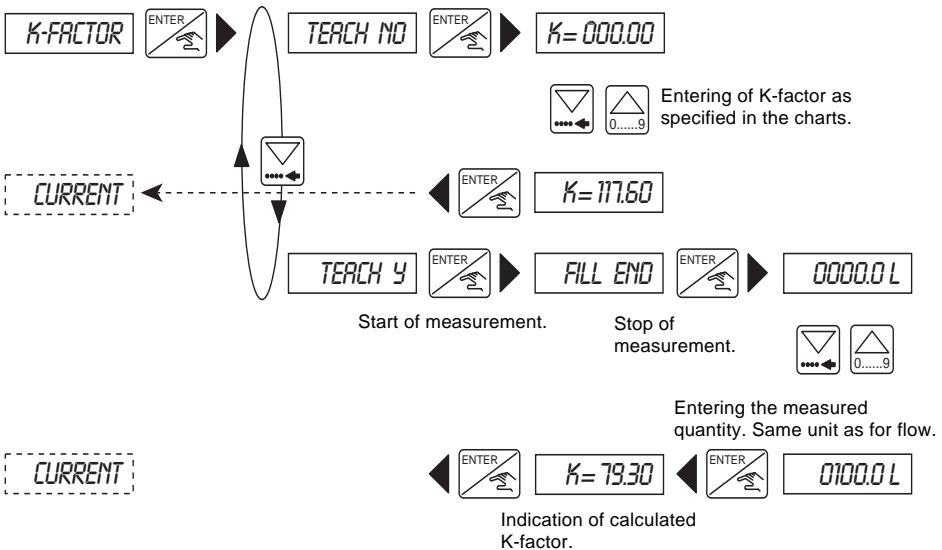 K-FACTOR ENTER TEACH NO ENTER K=000.00
0......9
Entering of K-factor as
specified in the charts.
CURRENT ENTER K=117.60
TEACH Y ENTER FILL END ENTER 0000.0 L
Start of measurement.
Stop of
measurement.
0......9
Entering the measured
quantity. Same unit as for flow.
CURRENT ENTER K=79.30 ENTER 0100.0 L
Indication of calculated
K-factor.